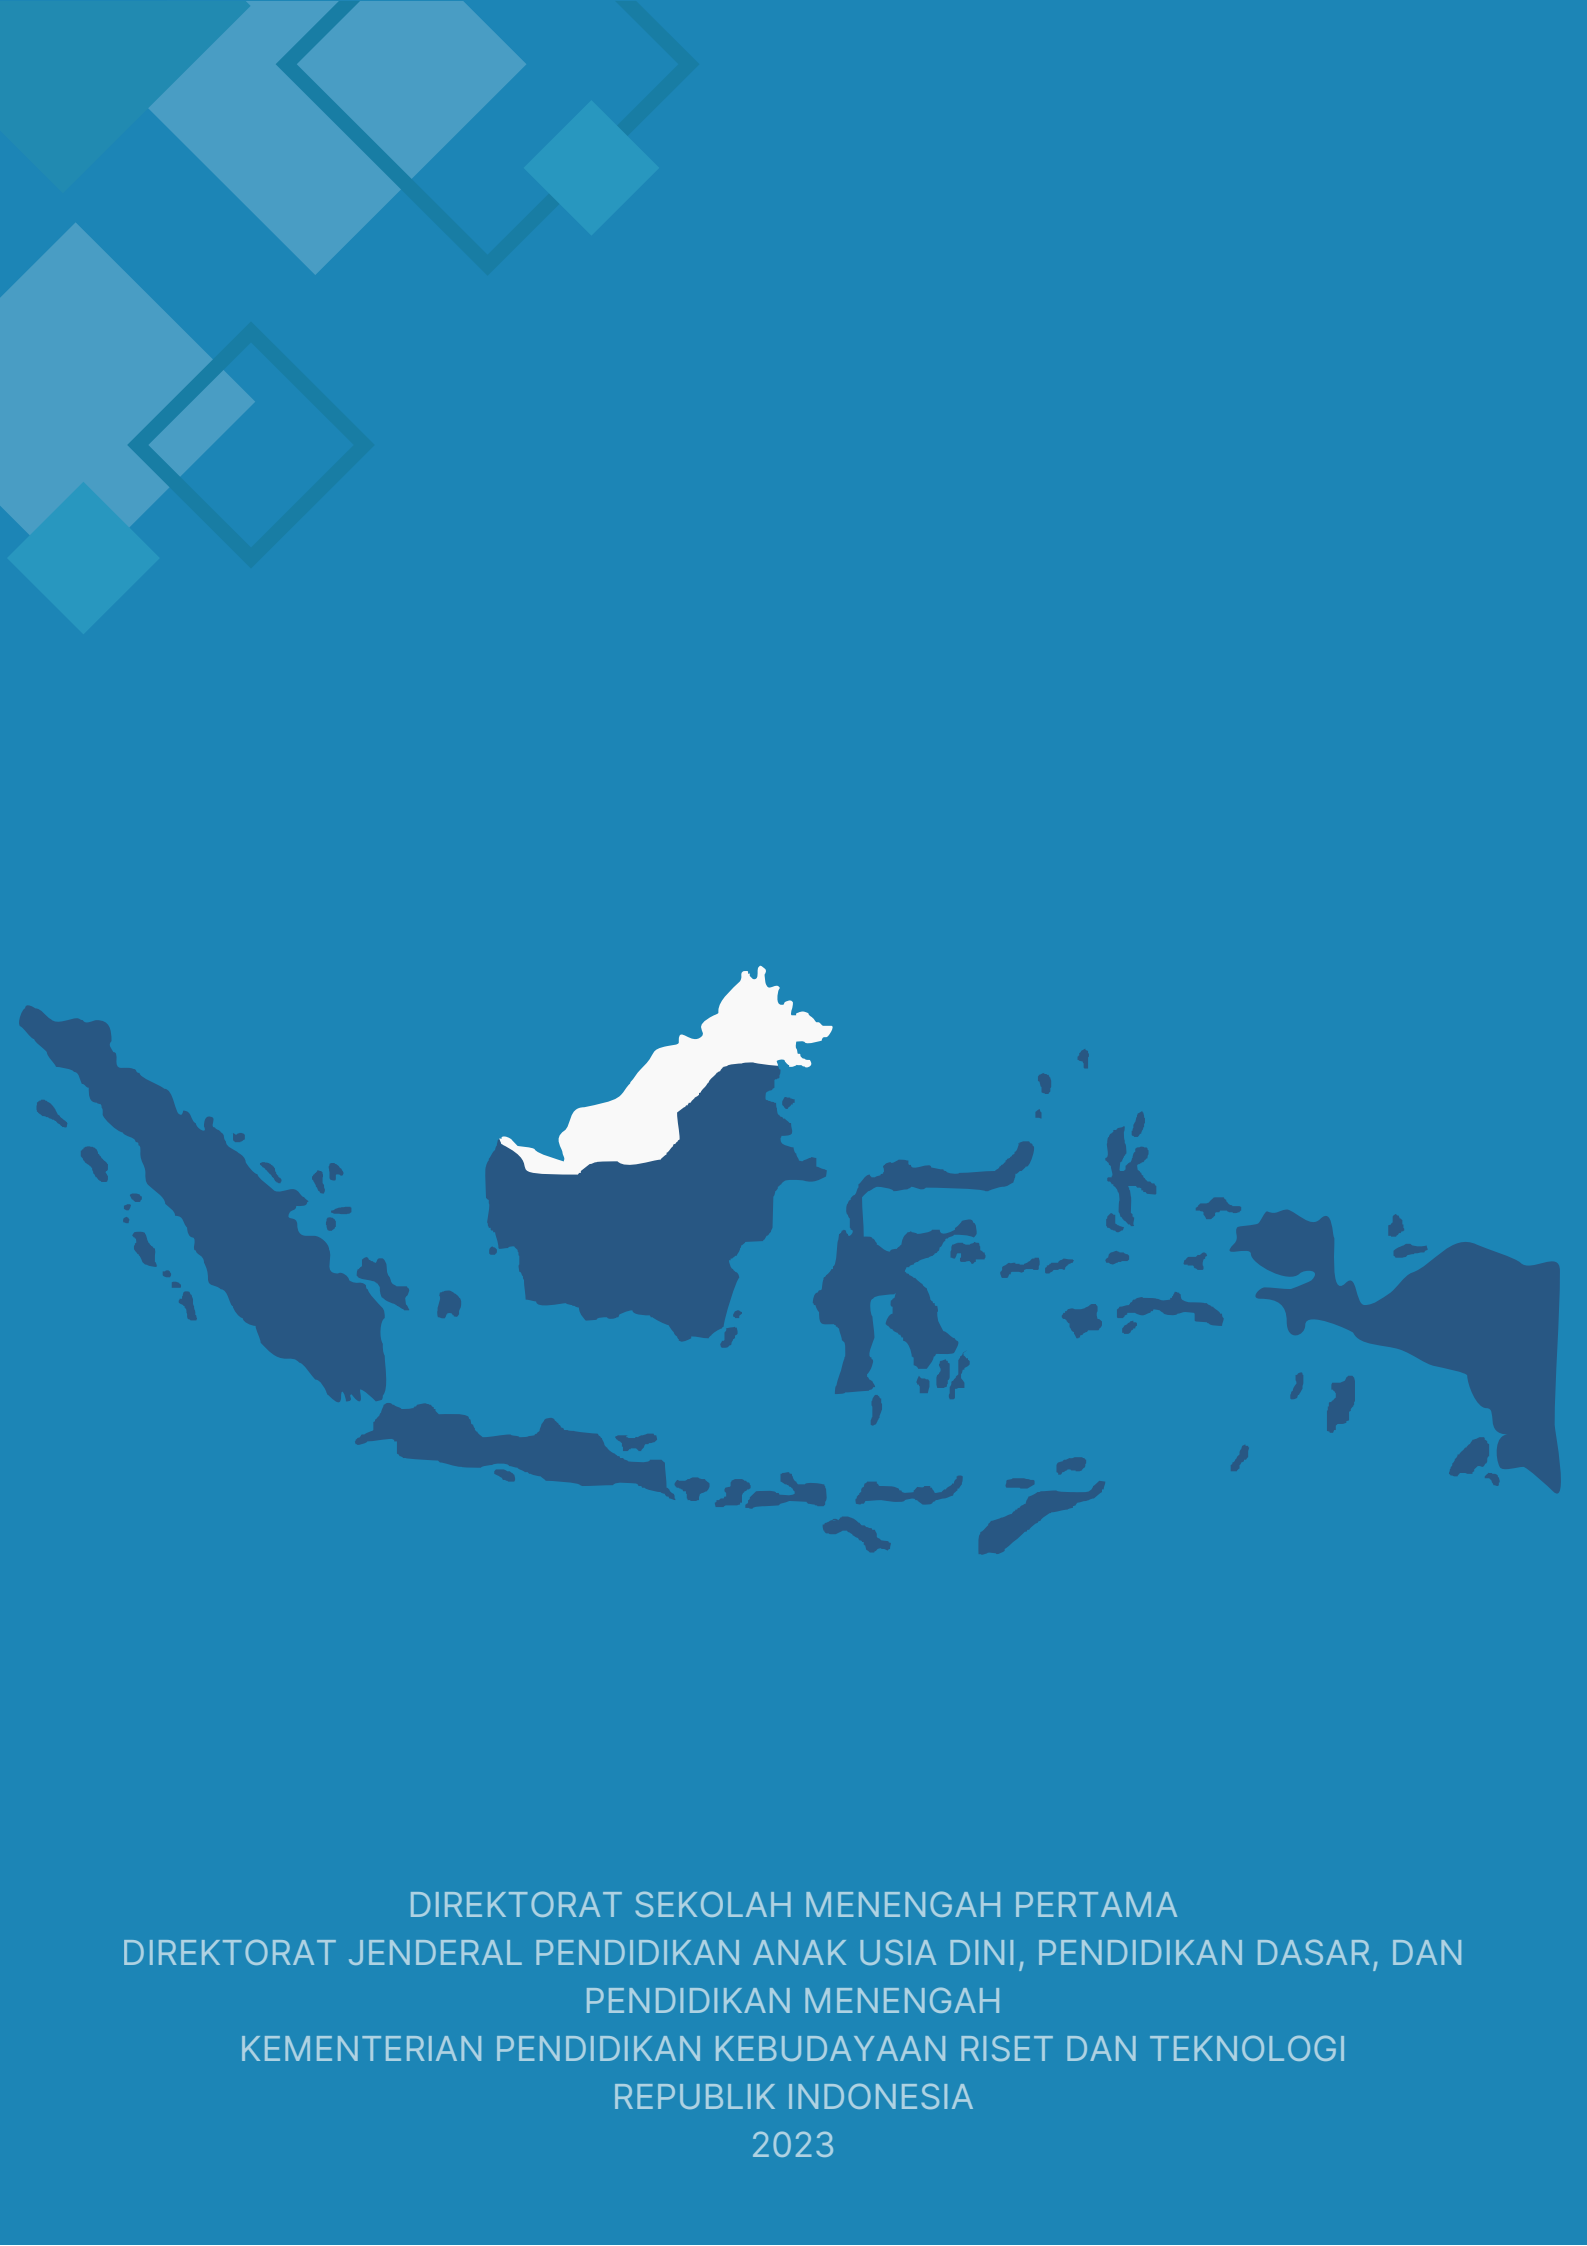 DIREKTORAT SEKOLAH MENENGAH PERTAMA
DIREKTORAT JENDERAL PENDIDIKAN ANAK USIA DINI, PENDIDIKAN DASAR, DAN
PENDIDIKAN MENENGAH
KEMENTERIAN PENDIDIKAN KEBUDAYAAN RISET DAN TEKNOLOGI
REPUBLIK INDONESIA
2023